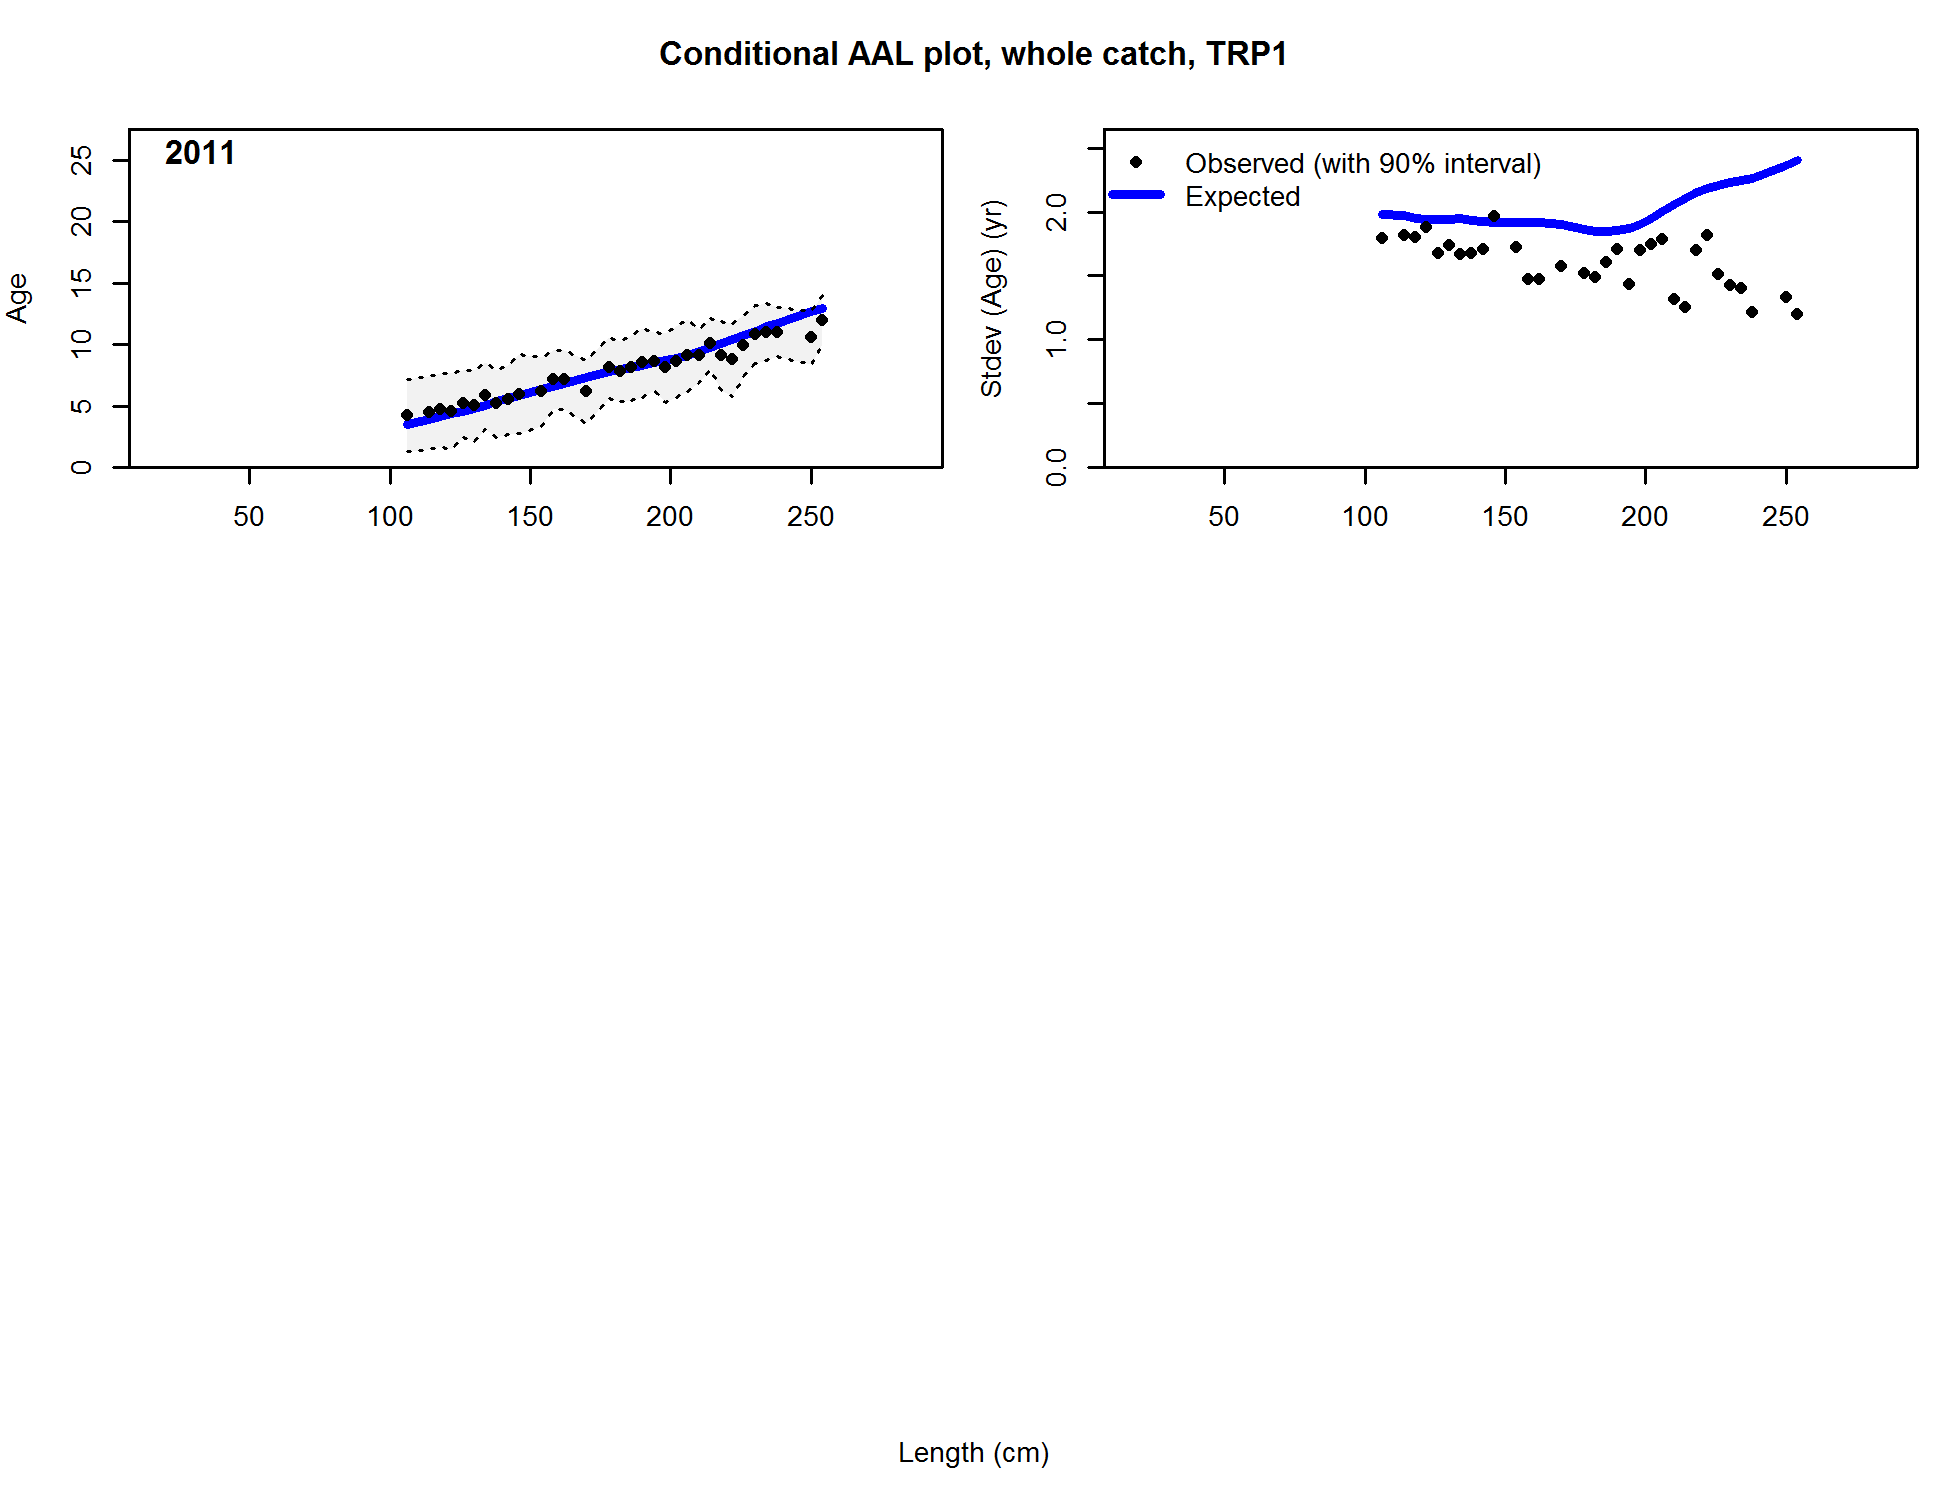 Conditional AAL plot, whole catch, TRP1
2011
Age
0 5 10 15 20 25
50 100 150 200 250
Observed (with 90% interval)
Expected
Stdev (Age) (yr)
0.0 1.0 2.0
50 100 150 200 250
Length (cm)